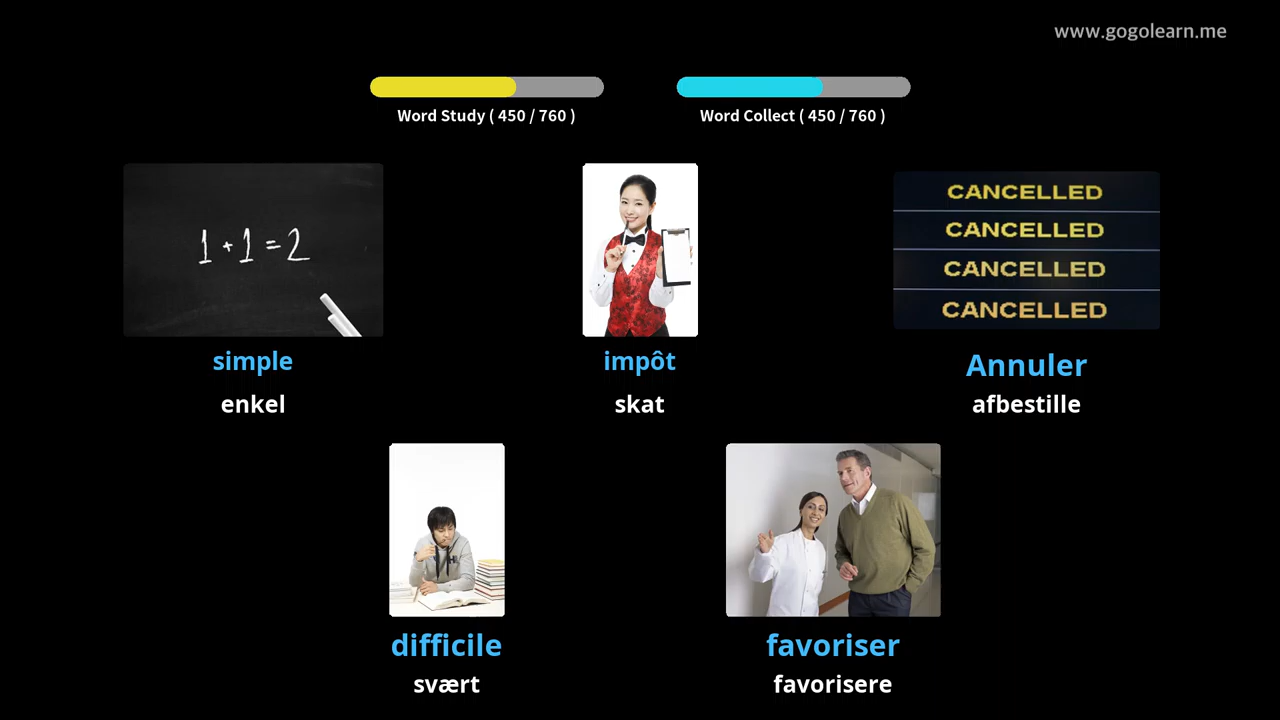 www.gogolearn.me
Word Study ( 450 / 760 )
Word Collect ( 450 / 760 )
1 + 1 = 2
CANCELLED
CANCELLED
CANCELLED
CANCELLED
simple
impôt
Annuler
enkel
skat
afbestille
difficile
favoriser
svært
favorisere